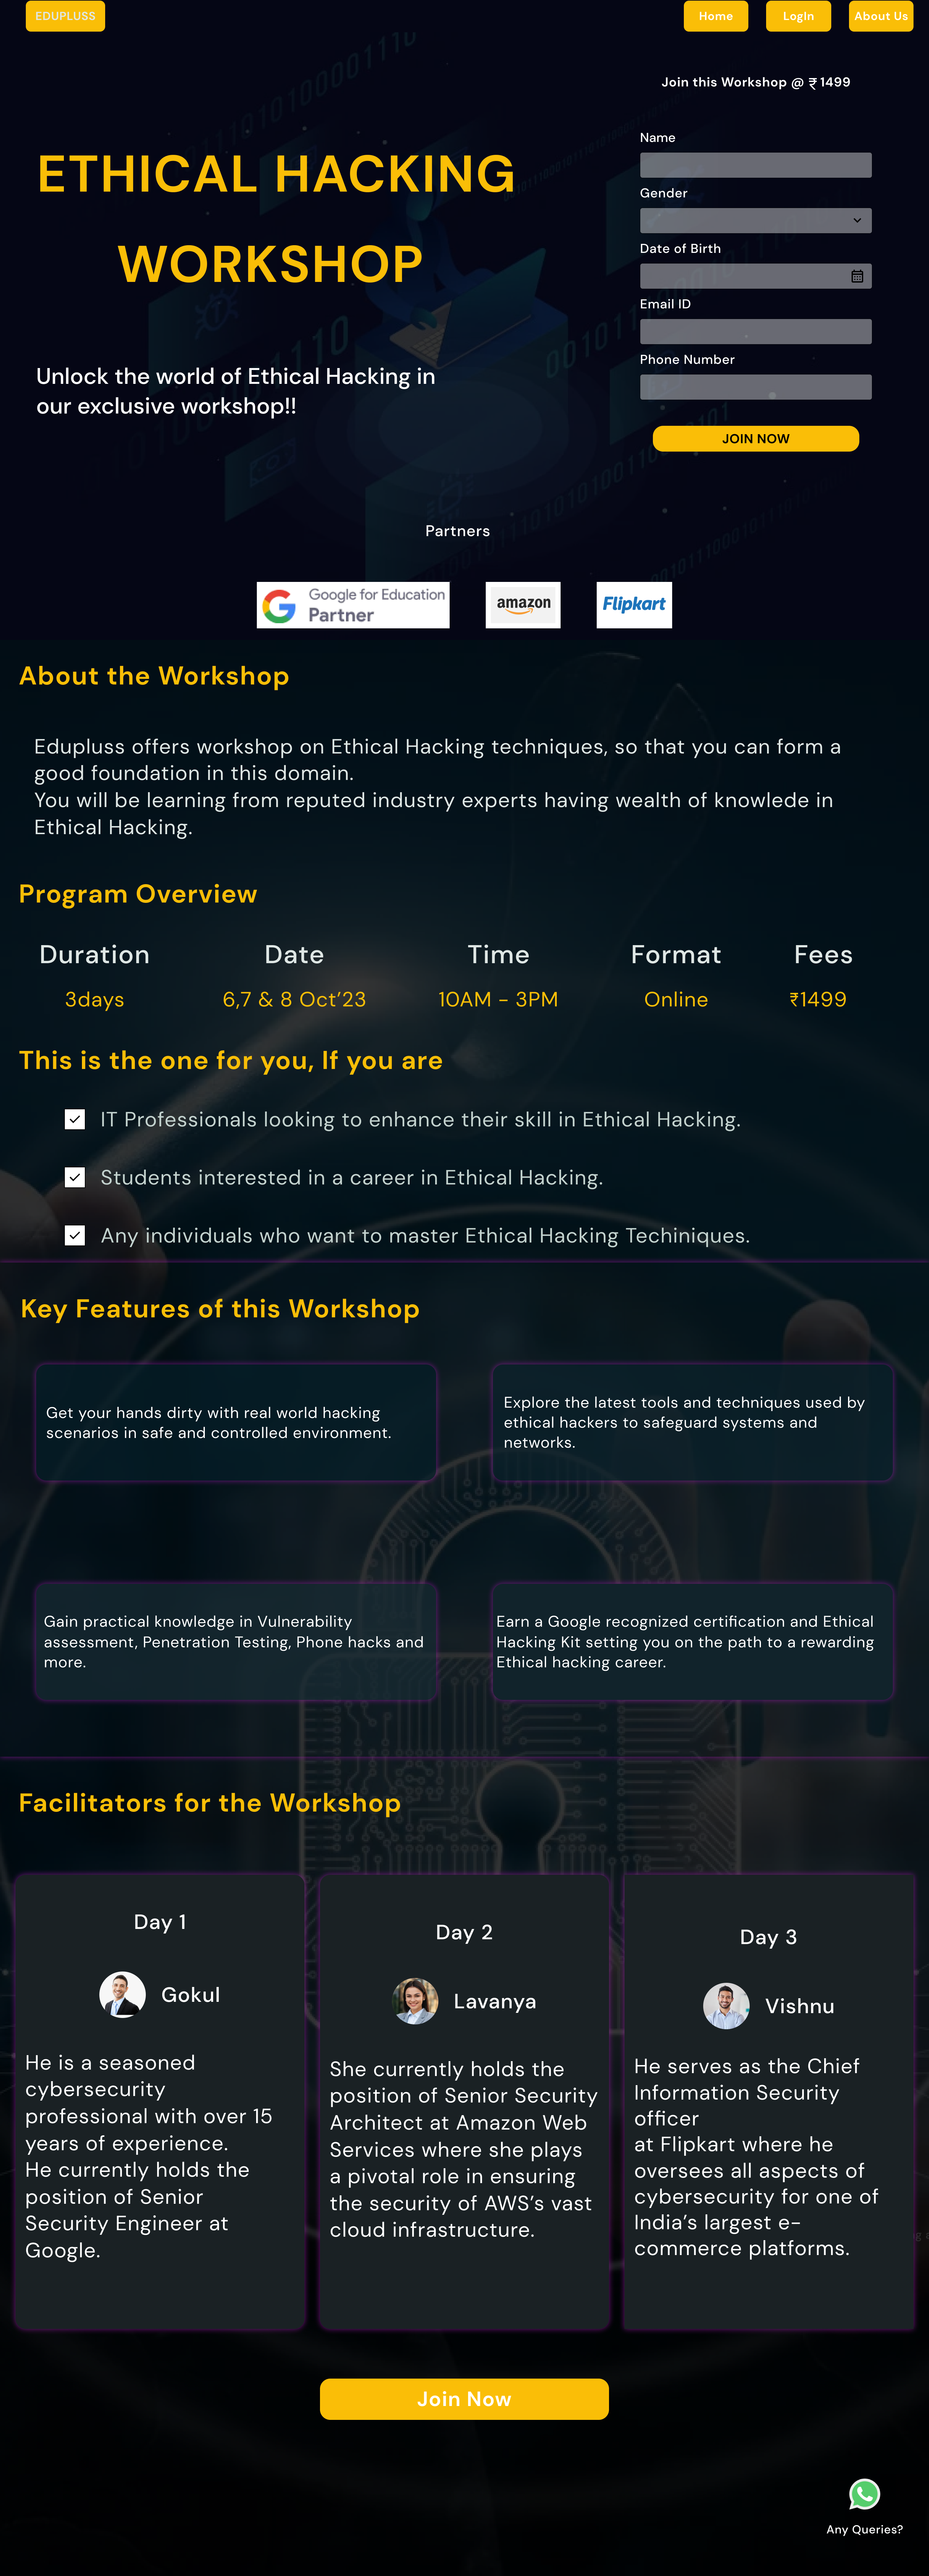 EDUPLUSS
Home
LogIn
About Us
Join this Workshop @ ₹ 1499
ETHICAL HACKING
WORKSHOP
Unlock the world of Ethical Hacking in
our exclusive workshop!!
Name
Gender
Date of Birth
Email ID
Phone Number
JOIN NOW
Partners
Google for Education
Partner
amazon
Flipkart
About the Workshop
Edupluss offers workshop on Ethical Hacking techniques, so that you can form a
good foundation in this domain.
You will be learning from reputed industry experts having wealth of knowlede in
Ethical Hacking.
Program Overview
Duration Date Time Format Fees
3days 6,7 & 8 Oct’23 10AM - 3PM Online ₹1499
This is the one for you, If you are
IT Professionals looking to enhance their skill in Ethical Hacking.
Students interested in a career in Ethical Hacking.
Any individuals who want to master Ethical Hacking Techiniques.
Key Features of this Workshop
Get your hands dirty with real world hacking
scenarios in safe and controlled environment.
Explore the latest tools and techniques used by
ethical hackers to safeguard systems and
networks.
Gain practical knowledge in Vulnerability
assessment, Penetration Testing, Phone hacks and
more.
Earn a Google recognized certification and Ethical
Hacking Kit setting you on the path to a rewarding
Ethical hacking career.
Facilitators for the Workshop
Day 1
Gokul
He is a seasoned
cybersecurity
professional with over 15
years of experience.
He currently holds the
position of Senior
Security Engineer at
Google.
Day 2
Lavanya
She currently holds the
position of Senior Security
Architect at Amazon Web
Services where she plays
a pivotal role in ensuring
the security of AWS’s vast
cloud infrastructure.
Day 3
Vishnu
He serves as the Chief
Information Security
officer
at Flipkart where he
oversees all aspects of
cybersecurity for one of
India’s largest e-
commerce platforms.
Join Now
Any Queries?